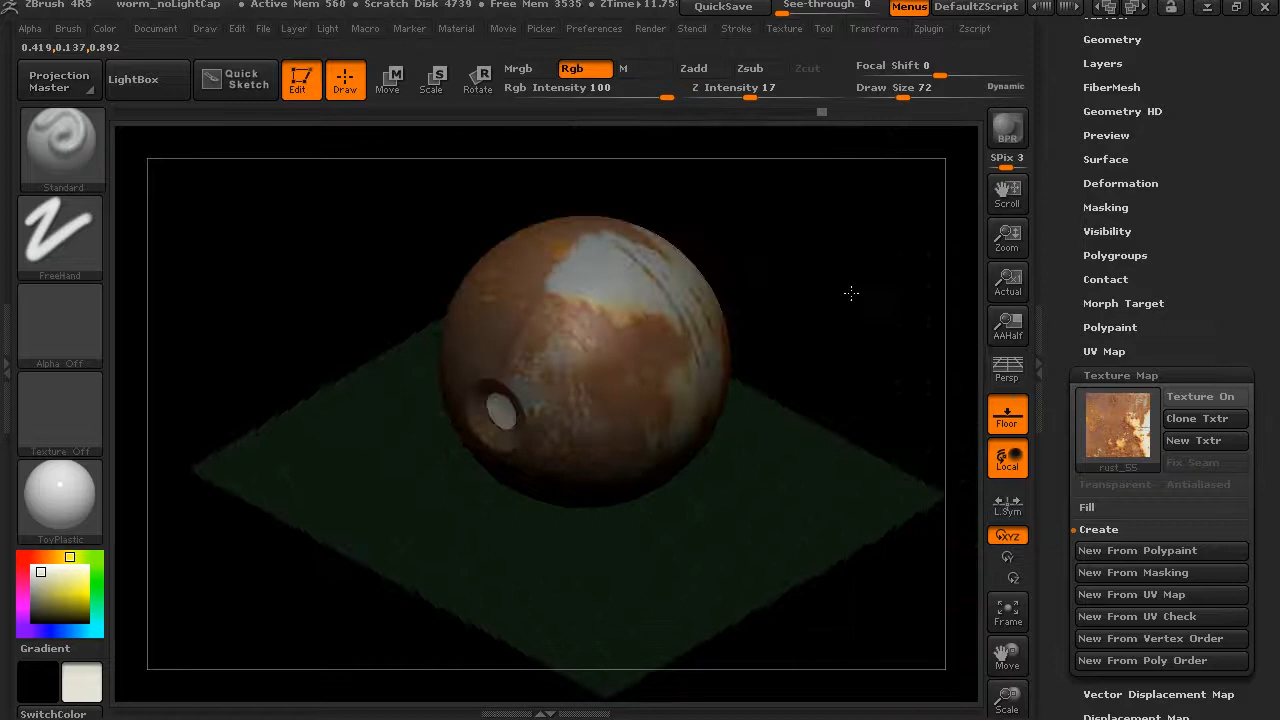 ZBrush 4R5 worm_noLightCap • Active Mem 560 • Scratch Disk 4739 • Free Mem 3535 • ZTime▸11.75 QuickSave See-through 0 Menus DefaultZScript
Alpha Brush Color Document Draw Edit File Layer Light Macro Marker Material Movie Picker Preferences Render Stencil Stroke Texture Tool Transform Zplugin Zscript
0.419,0.137,0.892
Projection Master
LightBox
Quick Sketch
Edit
Draw
Move
Scale
Rotate
Mrgb Rgb M Zadd Zsub Zcut Focal Shift 0
Rgb Intensity 100 Z Intensity 17 Draw Size 72 Dynamic
Standard
FreeHand
Alpha Off
Texture Off
ToyPlastic
Gradient
SwitchColor
BPR
SPix 3
Scroll
Zoom
Actual
AAHalf
Persp
Floor
Local
L.Sym
XYZ
Y
Z
Frame
Move
Scale
Geometry
Layers
FiberMesh
Geometry HD
Preview
Surface
Deformation
Masking
Visibility
Polygroups
Contact
Morph Target
Polypaint
UV Map
Texture Map
Texture On
Clone Txtr
New Txtr
Fix Seam
rust_55
Transparent Antialiased
Fill
Create
New From Polypaint
New From Masking
New From UV Map
New From UV Check
New From Vertex Order
New From Poly Order
Vector Displacement Map
Displacement Map